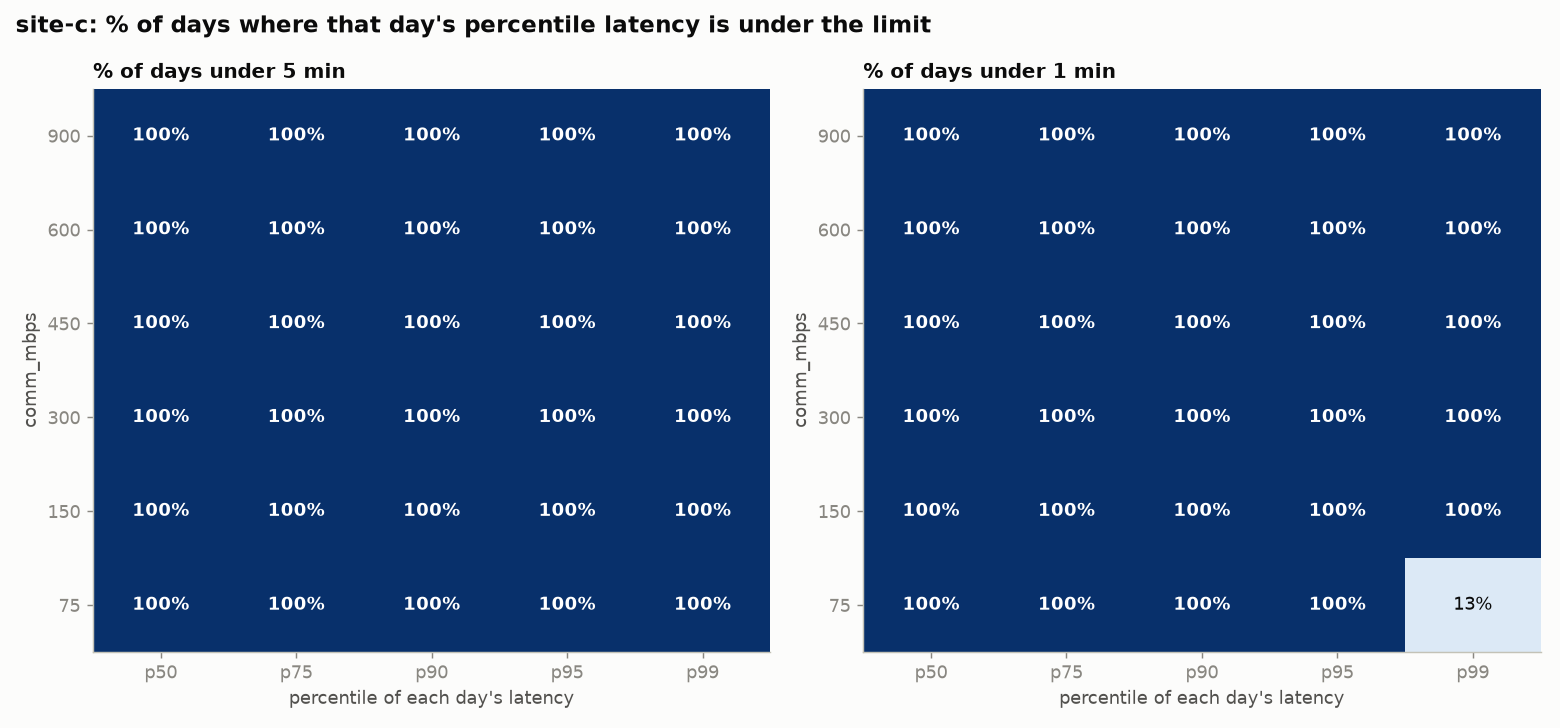 site-c: % of days where that day's percentile latency is under the limit
% of days under 5 min
900 100% 100% 100% 100% 100%
600 100% 100% 100% 100% 100%
450 100% 100% 100% 100% 100%
300 100% 100% 100% 100% 100%
150 100% 100% 100% 100% 100%
75 100% 100% 100% 100% 100%
comm_mbps
p50 p75 p90 p95 p99
percentile of each day's latency
% of days under 1 min
900 100% 100% 100% 100% 100%
600 100% 100% 100% 100% 100%
450 100% 100% 100% 100% 100%
300 100% 100% 100% 100% 100%
150 100% 100% 100% 100% 100%
75 100% 100% 100% 100% 13%
comm_mbps
p50 p75 p90 p95 p99
percentile of each day's latency